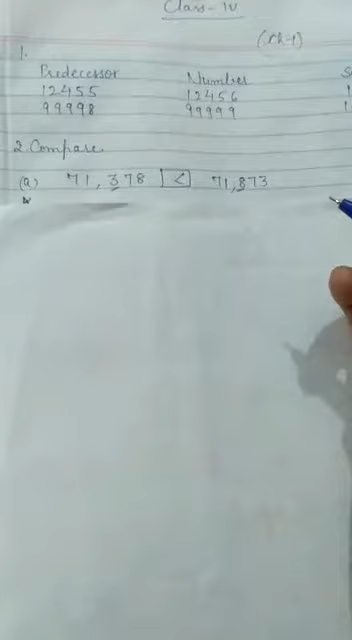 Class-IV
(Ch-1)
1.
Predecessor Number
12455 12456
99998 99999
2. Compare
(a) 71,378 < 71,873